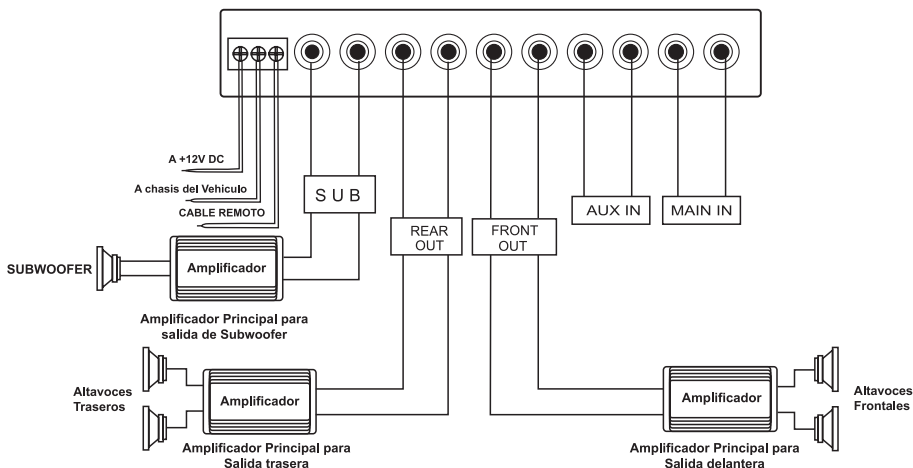 A +12V DC
A chasis del Vehiculo
CABLE REMOTO
S U B
REAR
OUT
FRONT
OUT
AUX IN
MAIN IN
SUBWOOFER
Amplificador
Amplificador Principal para
salida de Subwoofer
Altavoces
Traseros
Amplificador
Amplificador Principal para
Salida trasera
Amplificador
Altavoces
Frontales
Amplificador Principal para
Salida delantera